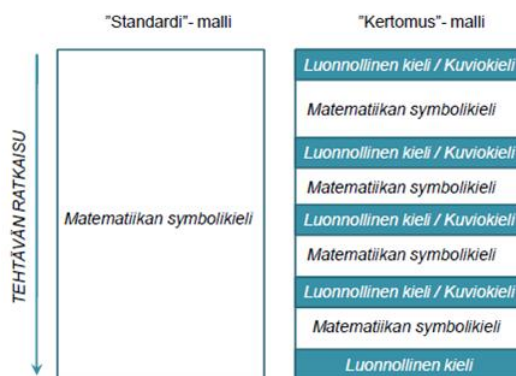 "Standardi"- malli
"Kertomus"- malli
TEHTÄVÄN RATKAISU
Matematiikan symbolikieli
Luonnollinen kieli / Kuviokieli
Matematiikan symbolikieli
Luonnollinen kieli / Kuviokieli
Matematiikan symbolikieli
Luonnollinen kieli / Kuviokieli
Matematiikan symbolikieli
Luonnollinen kieli / Kuviokieli
Matematiikan symbolikieli
Luonnollinen kieli